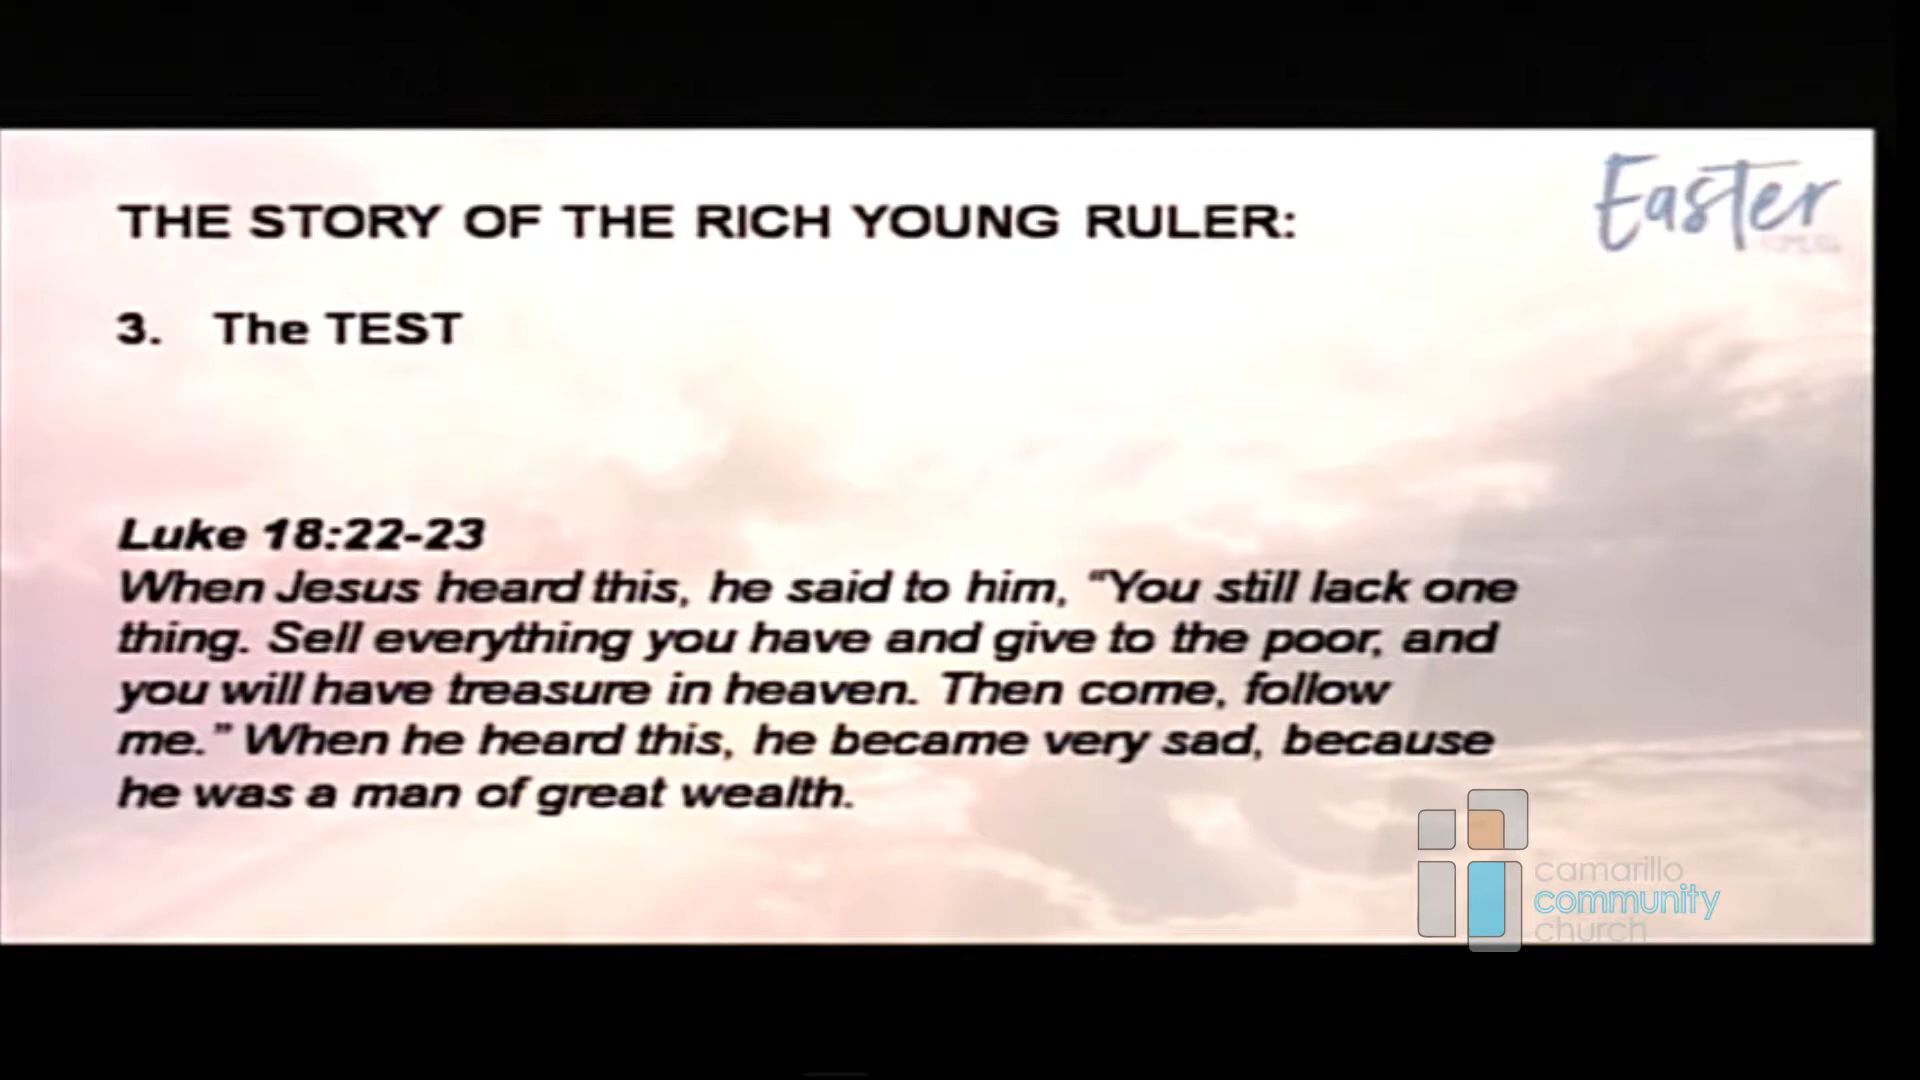 Easter
THE STORY OF THE RICH YOUNG RULER:
3. The TEST
Luke 18:22-23
When Jesus heard this, he said to him, “You still lack one
thing. Sell everything you have and give to the poor, and
you will have treasure in heaven. Then come, follow
me.” When he heard this, he became very sad, because
he was a man of great wealth.
camarillo
community
church